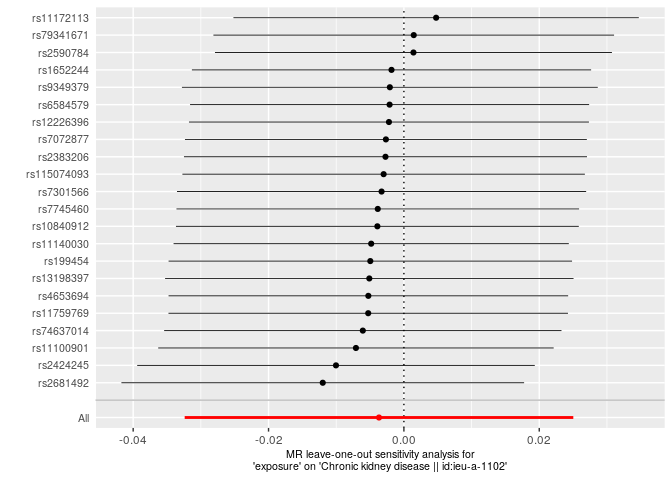 rs11172113
rs79341671
rs2590784
rs1652244
rs9349379
rs6584579
rs12226396
rs7072877
rs2383206
rs115074093
rs7301566
rs7745460
rs10840912
rs11140030
rs199454
rs13198397
rs4653694
rs11759769
rs74637014
rs11100901
rs2424245
rs2681492
All
-0.04 -0.02 0.00 0.02
MR leave-one-out sensitivity analysis for
'exposure' on 'Chronic kidney disease || id:ieu-a-1102'